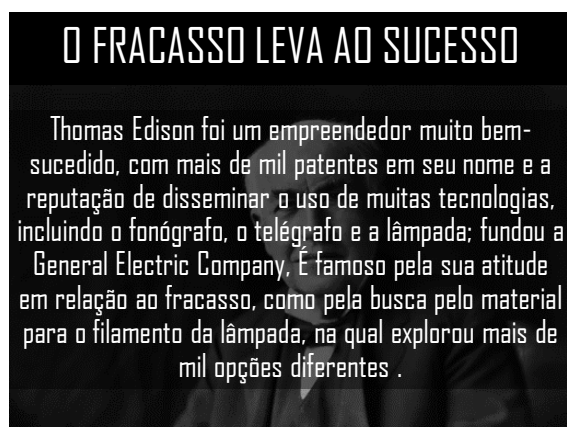 O FRACASSO LEVA AO SUCESSO
Thomas Edison foi um empreendedor muito bem-
sucedido, com mais de mil patentes em seu nome e a
reputação de disseminar o uso de muitas tecnologias,
incluindo o fonógrafo, o telégrafo e a lâmpada; fundou a
General Electric Company, É famoso pela sua atitude
em relação ao fracasso, como pela busca pelo material
para o filamento da lâmpada, na qual explorou mais de
mil opções diferentes .